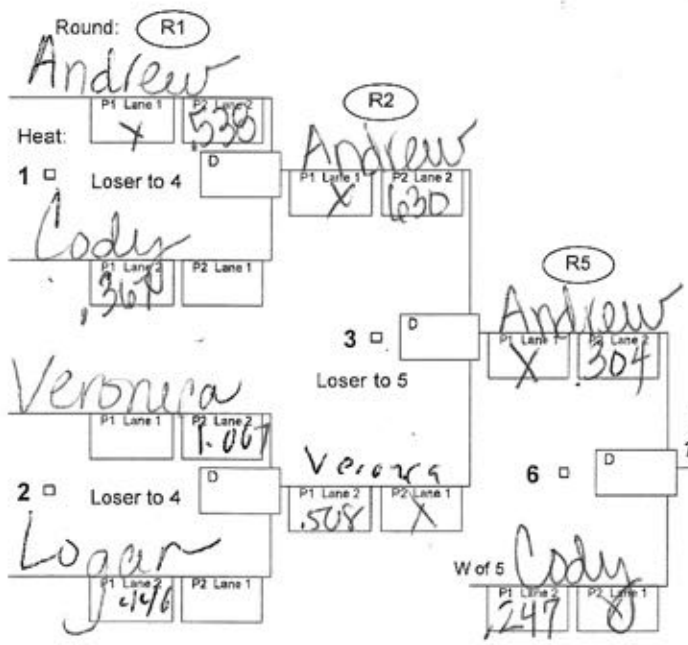 Round: R1
Andrew
P1 Lane 1 P2 Lane 2
X .538
R2
Heat:
Andrew
D
1 Loser to 4
P1 Lane 1 P2 Lane 2
X .630
Cody
P1 Lane 2 P2 Lane 1
R5
Andrew
3 D
P1 Lane 1 P2 Lane 2
X .304
Loser to 5
Veronica
P1 Lane 1 P2 Lane 2
1.067
D
2 Loser to 4
P1 Lane 2 P2 Lane 1
.508 X
6 D
Logan
P1 Lane 2 P2 Lane 1
.446
W of 5 Cody
P1 Lane 2 P2 Lane 1
.247